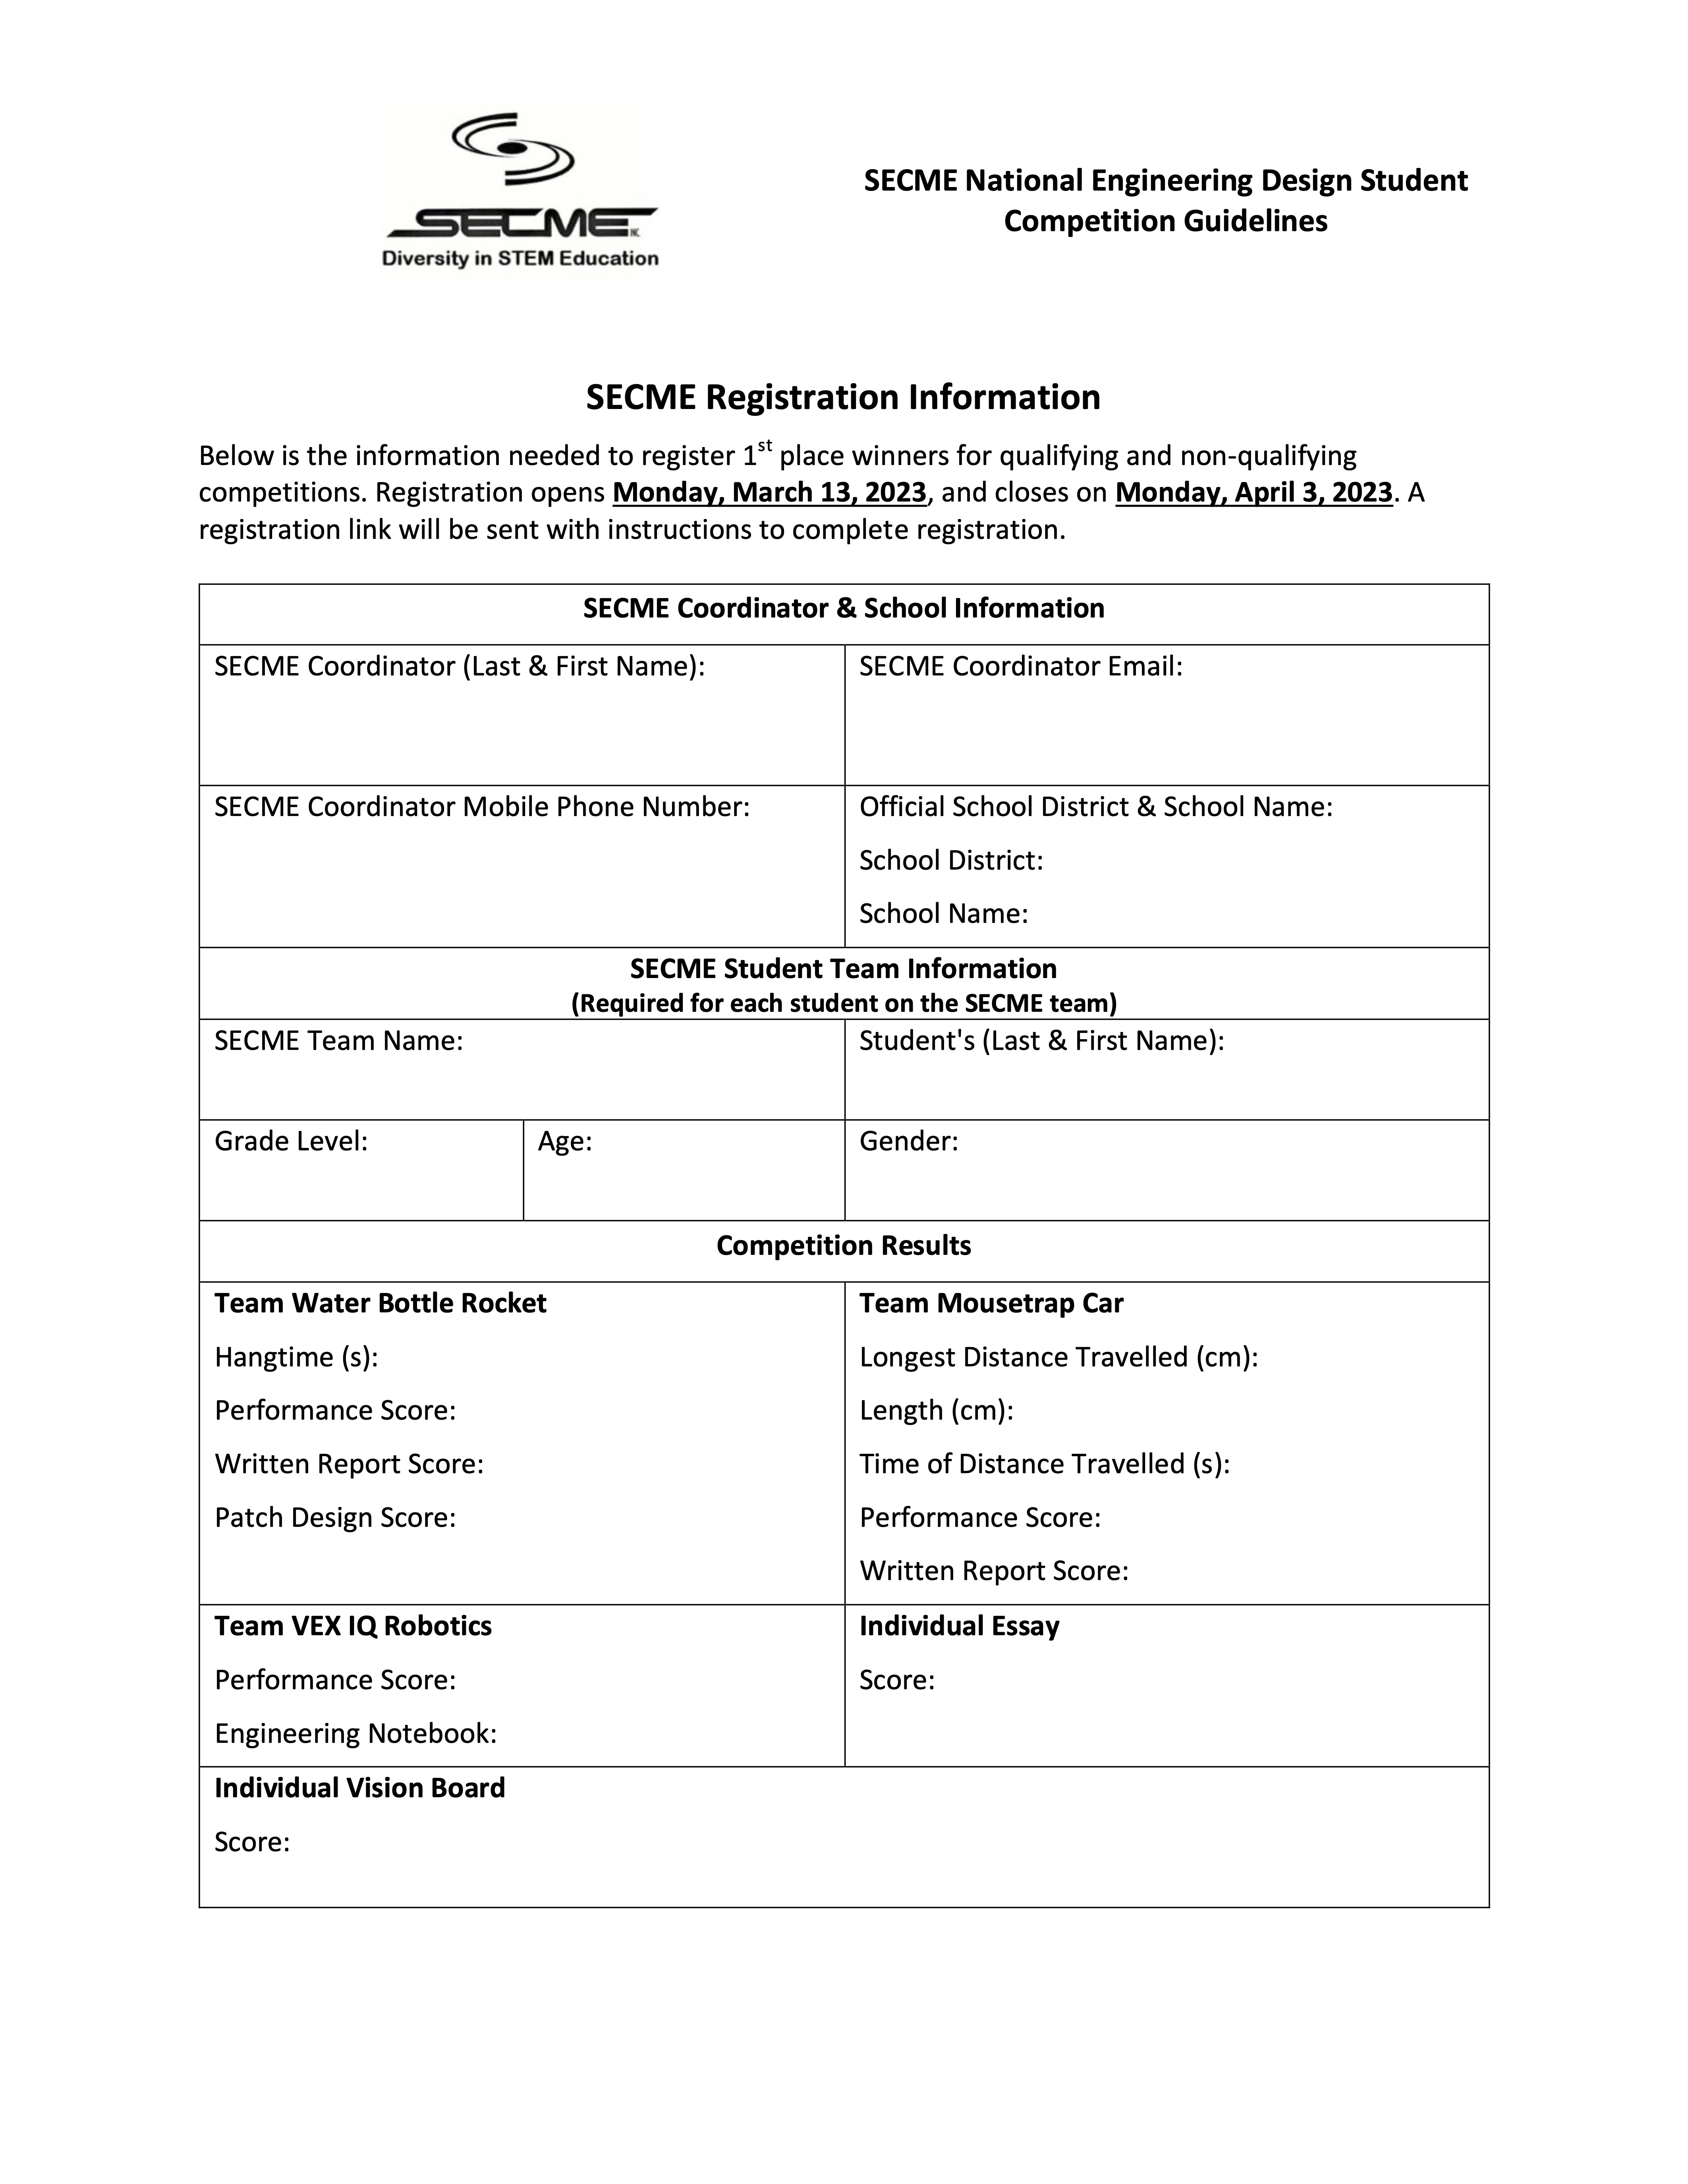 SECME INC.
Diversity in STEM Education
SECME National Engineering Design Student
Competition Guidelines
SECME Registration Information
Below is the information needed to register 1st place winners for qualifying and non-qualifying
competitions. Registration opens Monday, March 13, 2023, and closes on Monday, April 3, 2023. A
registration link will be sent with instructions to complete registration.
SECME Coordinator & School Information
SECME Coordinator (Last & First Name):
SECME Coordinator Email:
SECME Coordinator Mobile Phone Number:
Official School District & School Name:
School District:
School Name:
SECME Student Team Information
(Required for each student on the SECME team)
SECME Team Name:
Student's (Last & First Name):
Grade Level:
Age:
Gender:
Competition Results
Team Water Bottle Rocket
Hangtime (s):
Performance Score:
Written Report Score:
Patch Design Score:
Team Mousetrap Car
Longest Distance Travelled (cm):
Length (cm):
Time of Distance Travelled (s):
Performance Score:
Written Report Score:
Team VEX IQ Robotics
Performance Score:
Engineering Notebook:
Individual Essay
Score:
Individual Vision Board
Score: